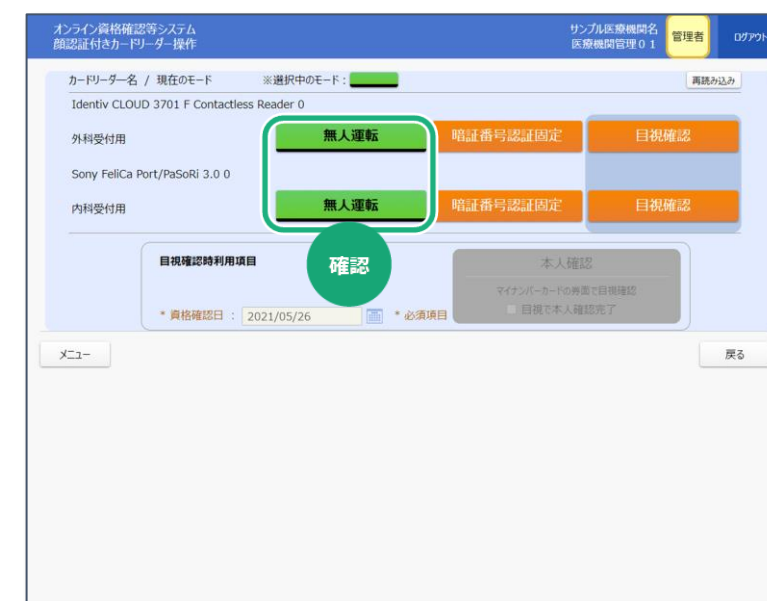 オンライン資格確認等システム
顔認証付きカードリーダー操作
サンプル医療機関名
医療機関管理01
管理者
ログアウト
カードリーダー名 / 現在のモード
※選択中のモード:
再読み込み
Identiv CLOUD 3701 F Contactless Reader 0
外科受付用
無人運転
暗証番号認証固定
目視確認
Sony FeliCa Port/PaSoRi 3.0 0
内科受付用
無人運転
暗証番号認証固定
目視確認
確認
目視確認時利用項目
* 資格確認日 : 2021/05/26
* 必須項目
本人確認
マイナンバーカードの券面で目視確認
目視で本人確認完了
メニュー
戻る